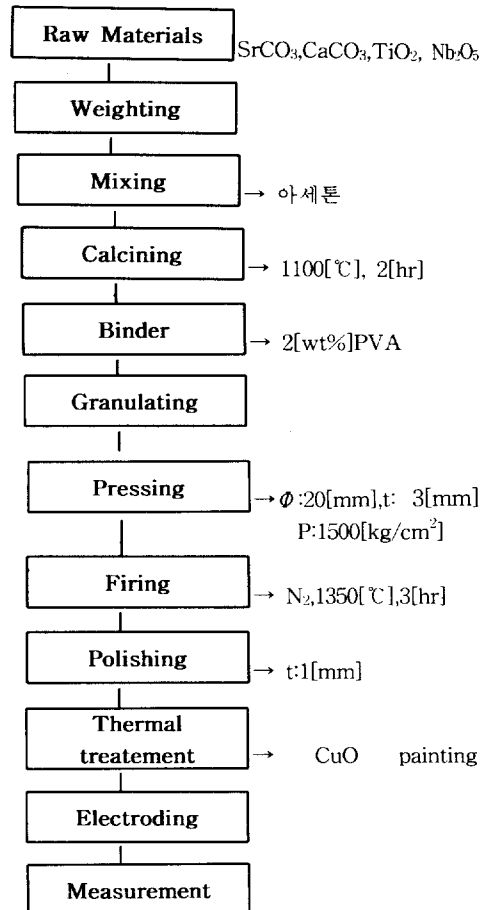 Raw Materials
SrCO₃,CaCO₃,TiO₂, Nb₂O₅
Weighting
Mixing
→ 아세톤
Calcining
→ 1100[℃], 2[hr]
Binder
→ 2[wt%]PVA
Granulating
Pressing
→ Φ:20[mm],t: 3[mm]
P:1500[kg/cm²]
Firing
→ N₂,1350[℃],3[hr]
Polishing
→ t:1[mm]
Thermal
treatement
→ CuO painting
Electroding
Measurement